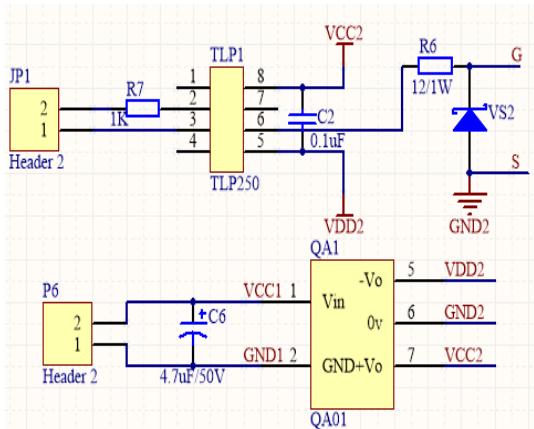 VCC2
TLP1
R6
G
JP1
R7
1
8
12/1W
2
2
7
C2
VS2
1
1K
3
6
0.1uF
Header 2
4
5
S
TLP250
VDD2
GND2
QA1
P6
VCC1
1
Vin
-Vo
5
VDD2
2
C6
0v
6
GND2
1
GND1
2
GND+Vo
7
VCC2
Header 2
4.7uF/50V
QA01